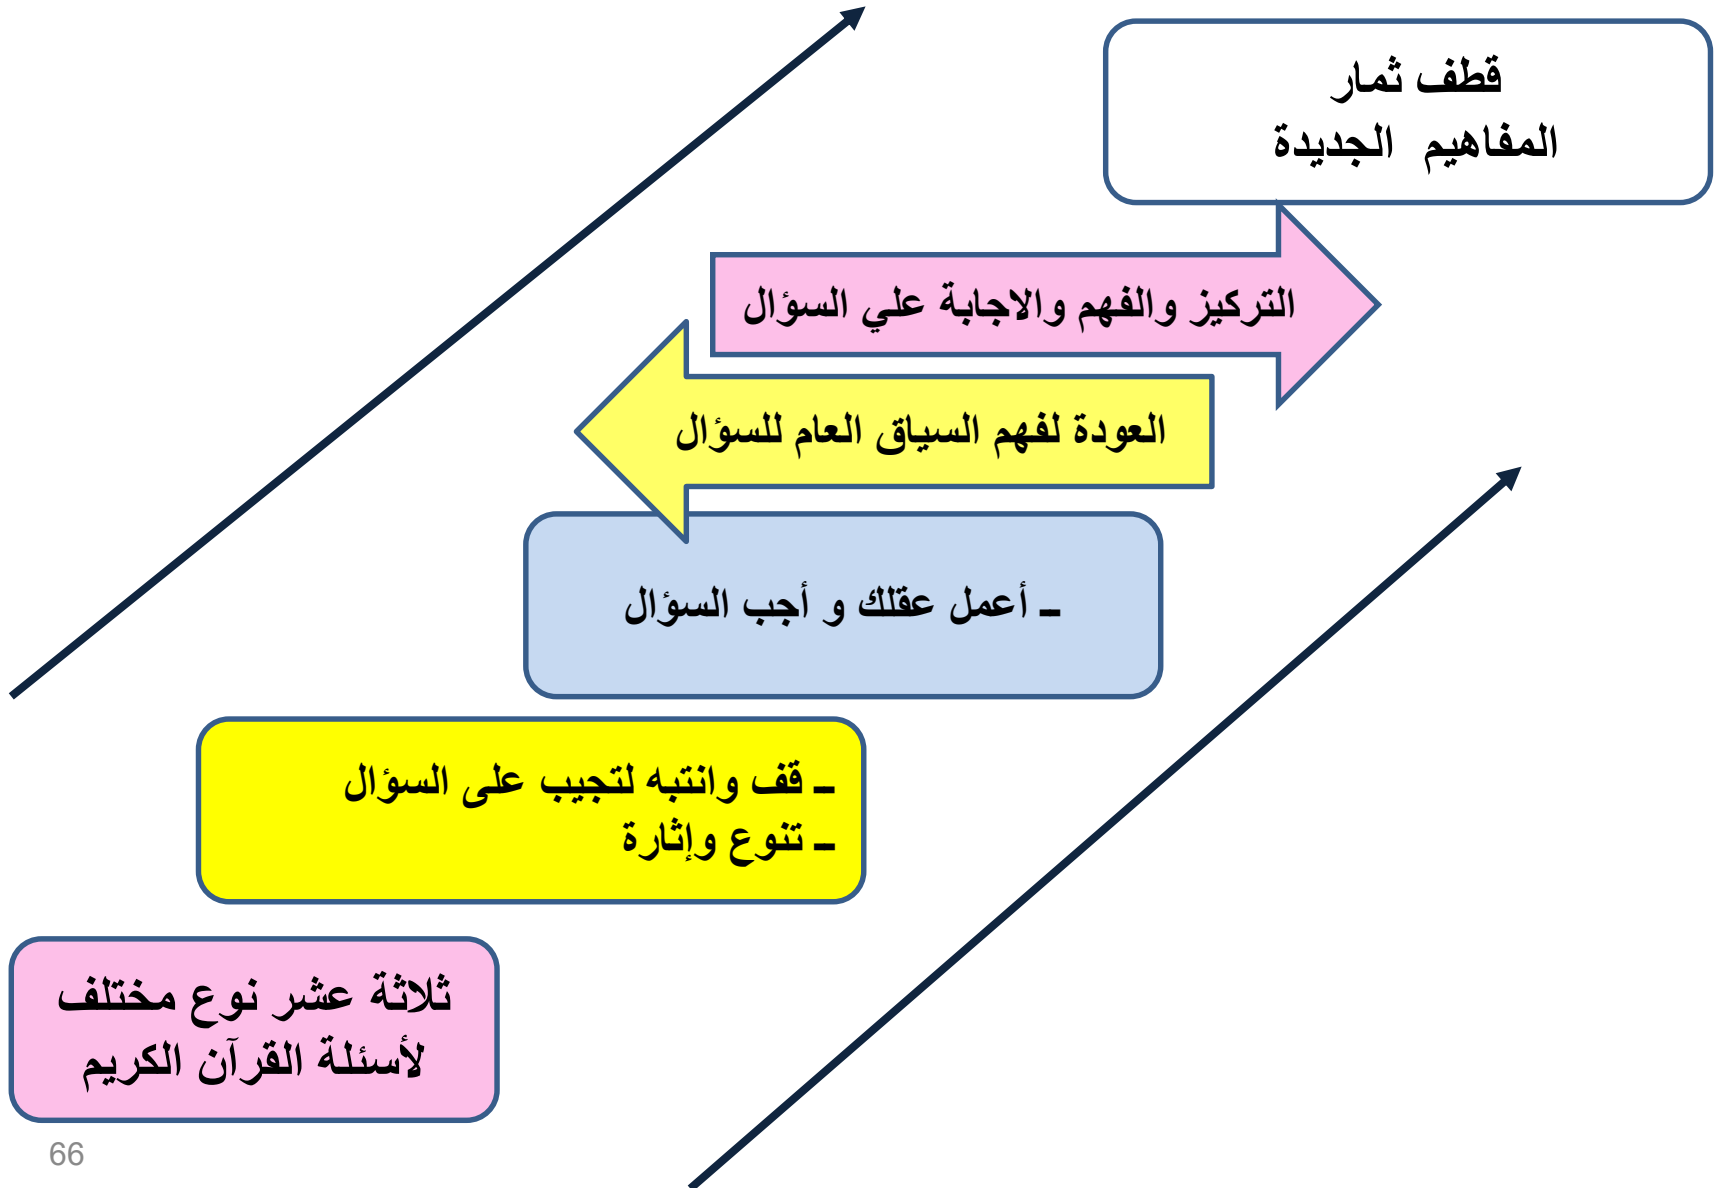 قطف ثمار
المفاهيم الجديدة
التركيز والفهم والاجابة علي السؤال
العودة لفهم السياق العام للسؤال
– أعمل عقلك و أجب السؤال
– قف وانتبه لتجيب على السؤال
– تنوع وإثارة
ثلاثة عشر نوع مختلف
لأسئلة القرآن الكريم
66